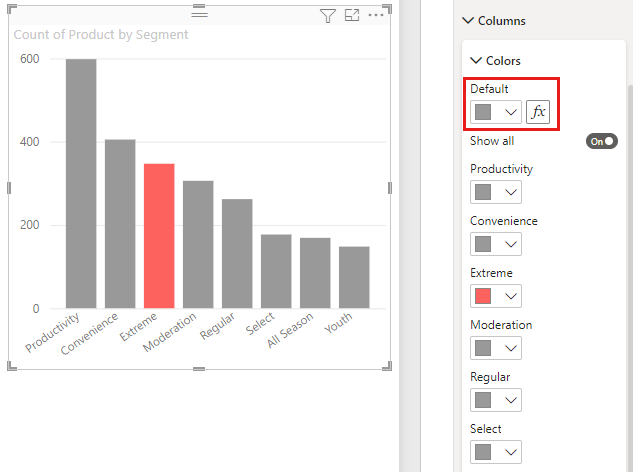 Count of Product by Segment
600
400
200
0
Productivity
Convenience
Extreme
Moderation
Regular
Select
All Season
Youth
Columns
Colors
Default
fx
Show all
On
Productivity
Convenience
Extreme
Moderation
Regular
Select